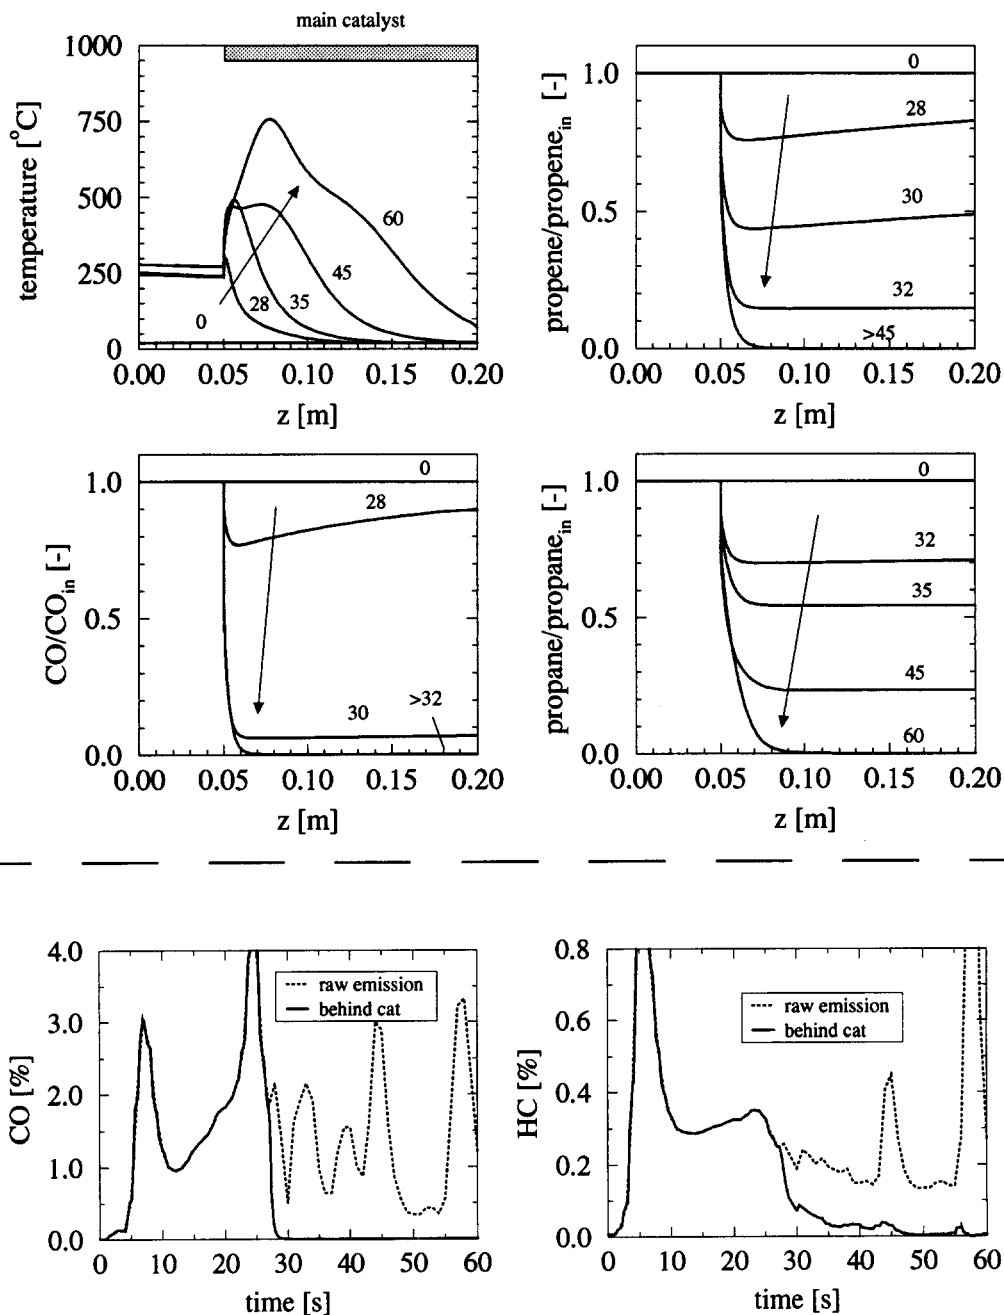 main catalyst
temperature [°C]
1000
750
500
250
0
0
28
35
45
60
0.00 0.05 0.10 0.15 0.20
z [m]
propene/propene_in [-]
1.0
0.5
0.0
0
28
30
32
>45
0.00 0.05 0.10 0.15 0.20
z [m]
CO/CO_in [-]
1.0
0.5
0.0
0
28
30
>32
0.00 0.05 0.10 0.15 0.20
z [m]
propane/propane_in [-]
1.0
0.5
0.0
0
32
35
45
60
0.00 0.05 0.10 0.15 0.20
z [m]
CO [%]
4.0
3.0
2.0
1.0
0.0
raw emission
behind cat
0 10 20 30 40 50 60
time [s]
HC [%]
0.8
0.6
0.4
0.2
0.0
raw emission
behind cat
0 10 20 30 40 50 60
time [s]